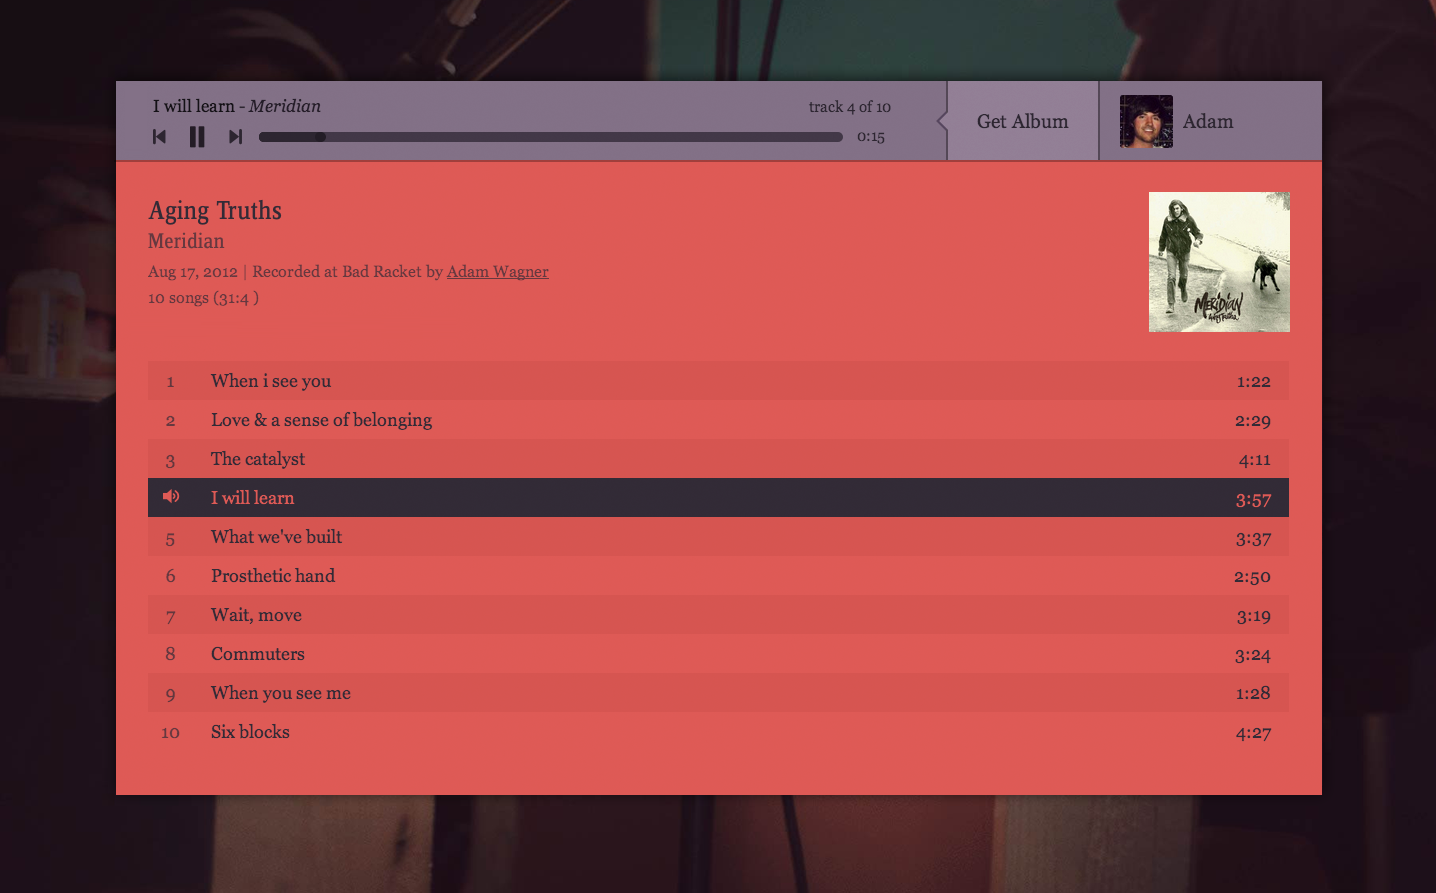 I will learn - Meridian
track 4 of 10
0:15
Get Album
Adam
Aging Truths
Meridian
Aug 17, 2012 | Recorded at Bad Racket by Adam Wagner
10 songs (31:4 )
MERIDIAN
Aging Truths
1 When i see you 1:22
2 Love & a sense of belonging 2:29
3 The catalyst 4:11
I will learn 3:57
5 What we've built 3:37
6 Prosthetic hand 2:50
7 Wait, move 3:19
8 Commuters 3:24
9 When you see me 1:28
10 Six blocks 4:27